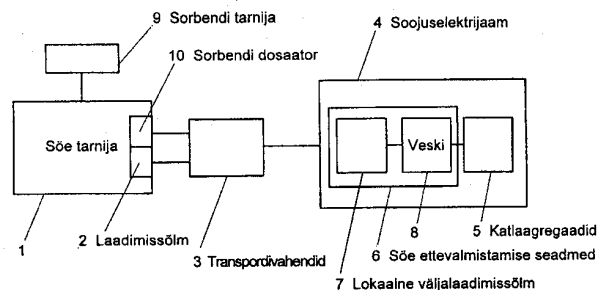 9 Sorbendi tarnija
10 Sorbendi dosaator
4 Soojuselektrijaam
Söe tarnija
Veski
1
2 Laadimissõlm
3 Transpordivahendid
8
5 Katlaagregaadid
6 Söe ettevalmistamise seadmed
7 Lokaalne väljalaadimissõlm